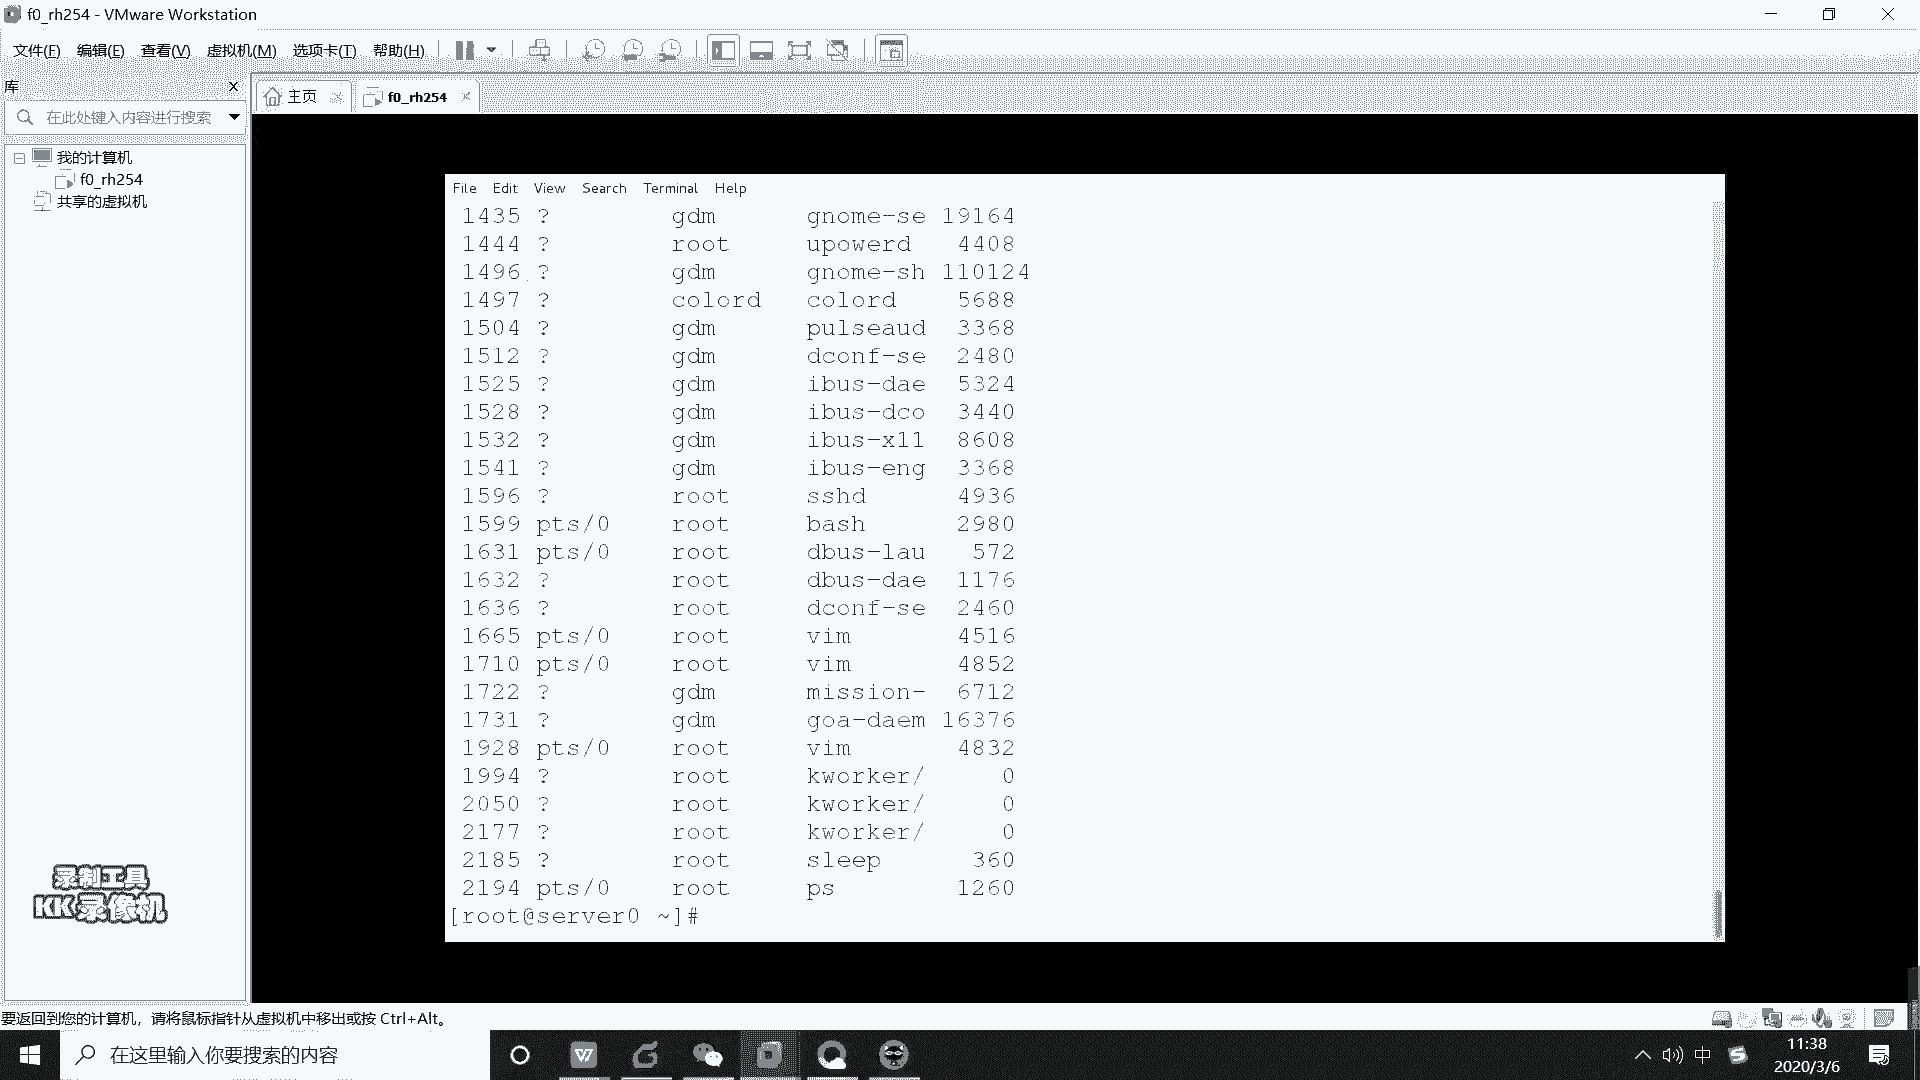 f0_rh254 - VMware Workstation
文件(F) 编辑(E) 查看(V) 虚拟机(M) 选项卡(T) 帮助(H)
库
主页 f0_rh254
在此处键入内容进行搜索
我的计算机
f0_rh254
共享的虚拟机
File Edit View Search Terminal Help
1435 ? gdm gnome-se 19164
1444 ? root upowerd 4408
1496 ? gdm gnome-sh 110124
1497 ? colord colord 5688
1504 ? gdm pulseaud 3368
1512 ? gdm dconf-se 2480
1525 ? gdm ibus-dae 5324
1528 ? gdm ibus-dco 3440
1532 ? gdm ibus-x11 8608
1541 ? gdm ibus-eng 3368
1596 ? root sshd 4936
1599 pts/0 root bash 2980
1631 pts/0 root dbus-lau 572
1632 ? root dbus-dae 1176
1636 ? root dconf-se 2460
1665 pts/0 root vim 4516
1710 pts/0 root vim 4852
1722 ? gdm mission- 6712
1731 ? gdm goa-daem 16376
1928 pts/0 root vim 4832
1994 ? root kworker/ 0
2050 ? root kworker/ 0
2177 ? root kworker/ 0
2185 ? root sleep 360
2194 pts/0 root ps 1260
[root@server0 ~]#
录制工具
KK录像机
要返回到您的计算机，请将鼠标指针从虚拟机中移出或按 Ctrl+Alt。
在这里输入你要搜索的内容
中
11:38
2020/3/6